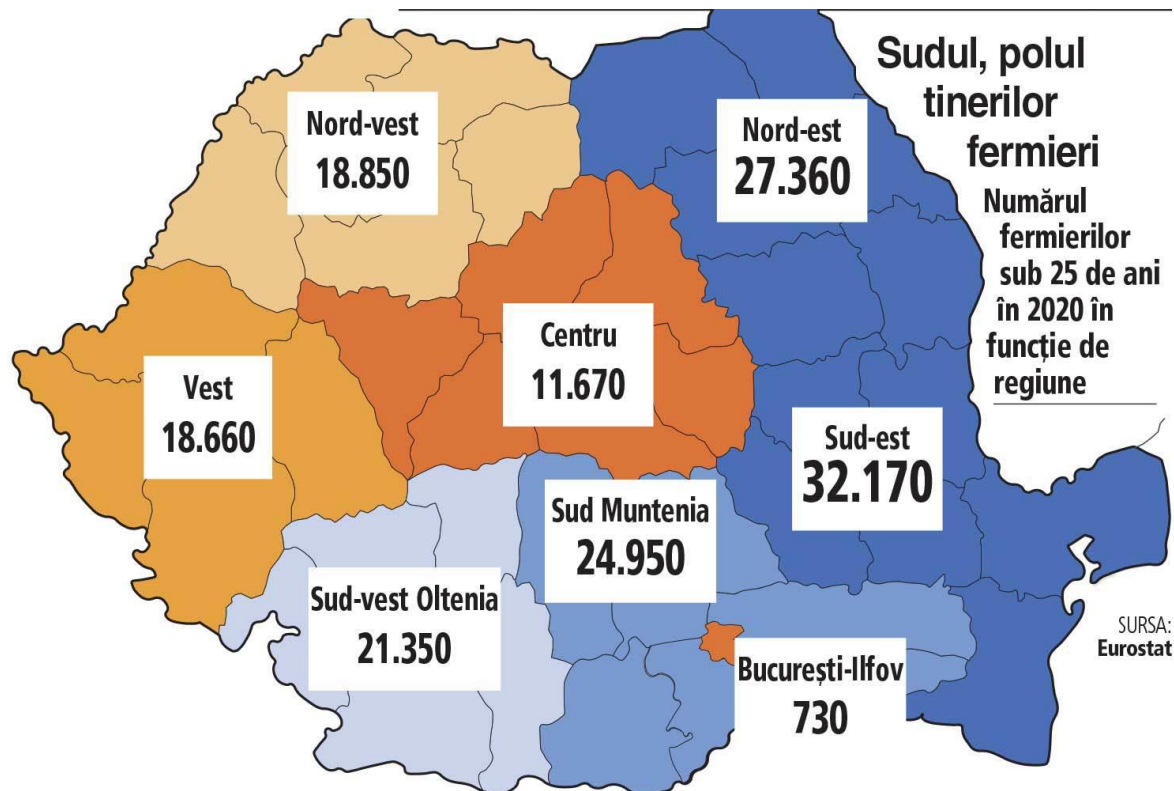 Sudul, polul
tinerilor
fermieri
Numărul
fermierilor
sub 25 de ani
în 2020 în
funcție de
regiune
Nord-vest
18.850
Nord-est
27.360
Centru
11.670
Vest
18.660
Sud-est
32.170
Sud Muntenia
24.950
Sud-vest Oltenia
21.350
București-Ilfov
730
SURSA:
Eurostat